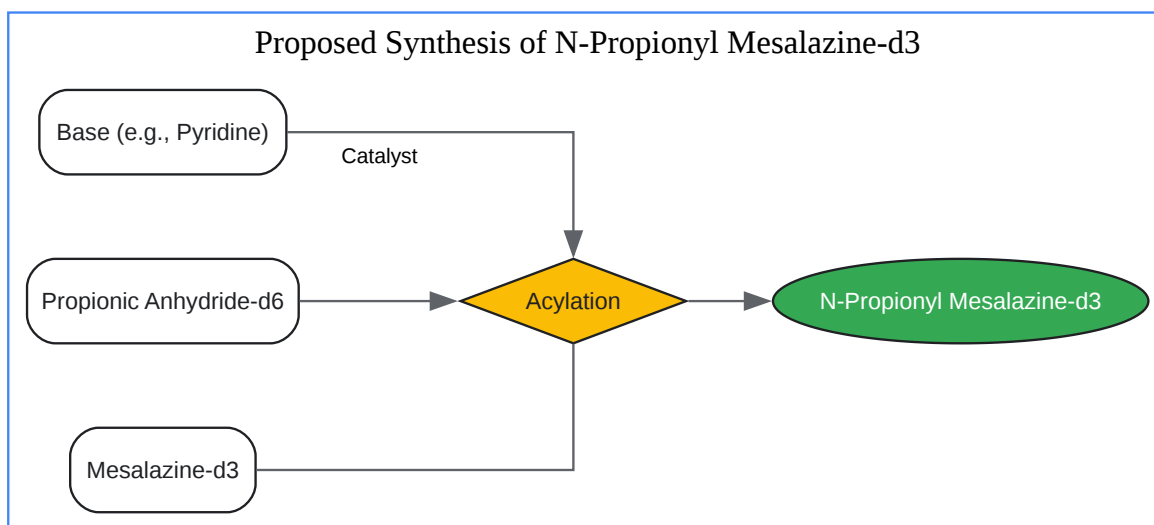 Proposed Synthesis of N-Propionyl Mesalazine-d3
Base (e.g., Pyridine)
Catalyst
Propionic Anhydride-d6
Acylation
N-Propionyl Mesalazine-d3
Mesalazine-d3